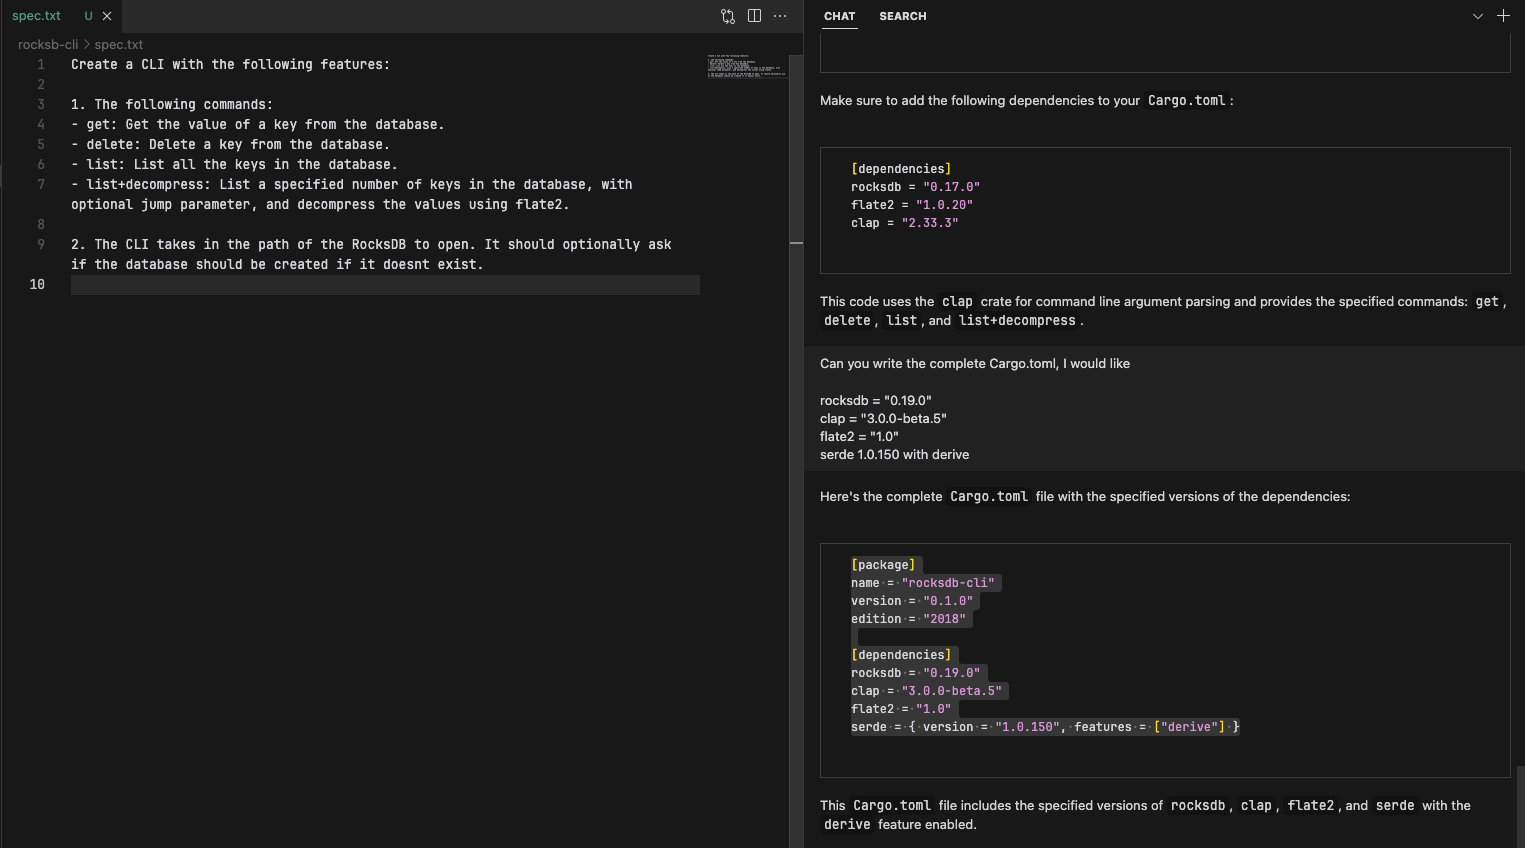 spec.txt U
rocksb-cli > spec.txt
1 Create a CLI with the following features:
2
3 1. The following commands:
4 - get: Get the value of a key from the database.
5 - delete: Delete a key from the database.
6 - list: List all the keys in the database.
7 - list+decompress: List a specified number of keys in the database, with
optional jump parameter, and decompress the values using flate2.
8
9 2. The CLI takes in the path of the RocksDB to open. It should optionally ask
if the database should be created if it doesnt exist.
10
CHAT SEARCH
Make sure to add the following dependencies to your Cargo.toml:
[dependencies]
rocksdb = "0.17.0"
flate2 = "1.0.20"
clap = "2.33.3"
This code uses the clap crate for command line argument parsing and provides the specified commands: get,
delete, list, and list+decompress.
Can you write the complete Cargo.toml, I would like
rocksdb = "0.19.0"
clap = "3.0.0-beta.5"
flate2 = "1.0"
serde 1.0.150 with derive
Here's the complete Cargo.toml file with the specified versions of the dependencies:
[package]
name = "rocksdb-cli"
version = "0.1.0"
edition = "2018"
[dependencies]
rocksdb = "0.19.0"
clap = "3.0.0-beta.5"
flate2 = "1.0"
serde = { version = "1.0.150", features = ["derive"] }
This Cargo.toml file includes the specified versions of rocksdb, clap, flate2, and serde with the
derive feature enabled.